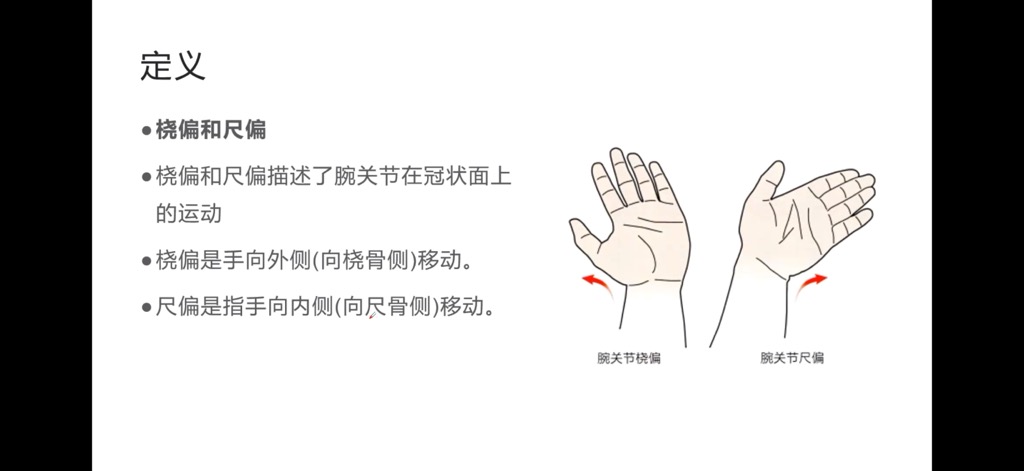 定义
●桡偏和尺偏
●桡偏和尺偏描述了腕关节在冠状面上
的运动
●桡偏是手向外侧(向桡骨侧)移动。
●尺偏是指手向内侧(向尺骨侧)移动。
腕关节桡偏
腕关节尺偏